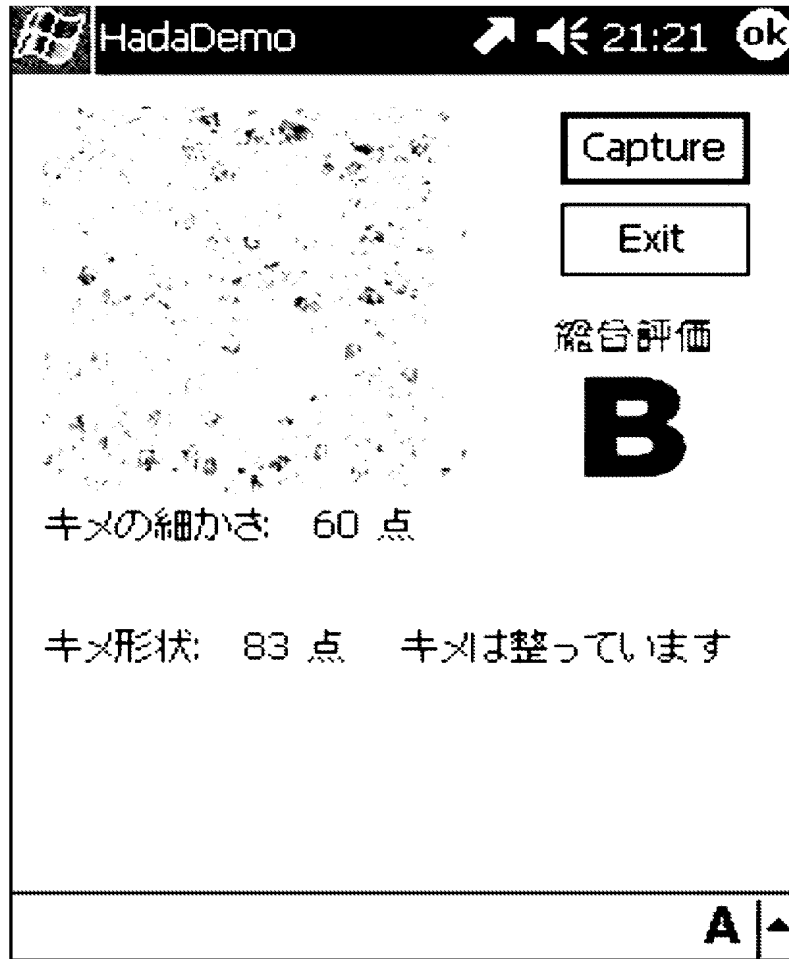 HadaDemo 21:21 ok
Capture
Exit
総合評価
B
キメの細かさ: 60 点
キメ形状: 83 点 キメは整っています
A